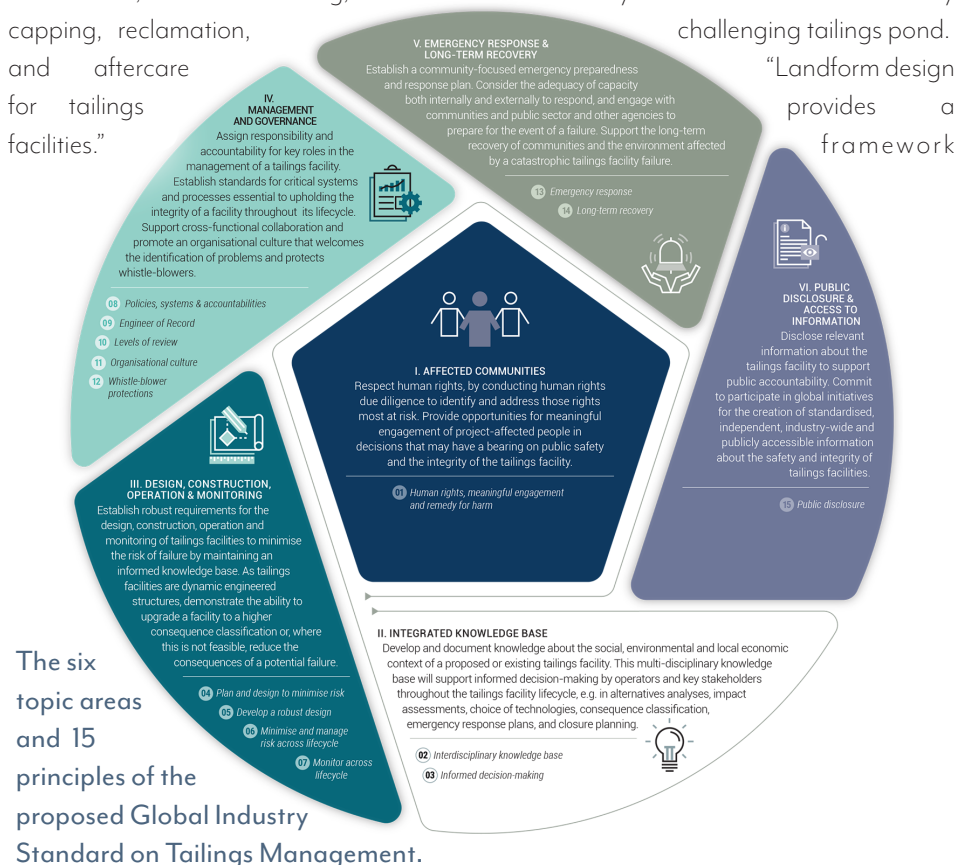 capping, reclamation,
and aftercare
for tailings
facilities."
challenging tailings pond.
"Landform design
provides a
framework
V. EMERGENCY RESPONSE &
LONG-TERM RECOVERY
Establish a community-focused emergency preparedness
and response plan. Consider the adequacy of capacity
both internally and externally to respond, and engage with
communities and public sector and other agencies to
prepare for the event of a failure. Support the long-term
recovery of communities and the environment affected
by a catastrophic tailings facility failure.
13 Emergency response
14 Long-term recovery
IV.
MANAGEMENT
AND GOVERNANCE
Assign responsibility and
accountability for key roles in the
management of a tailings facility.
Establish standards for critical systems
and processes essential to upholding the
integrity of a facility throughout its lifecycle.
Support cross-functional collaboration and
promote an organisational culture that welcomes
the identification of problems and protects
whistle-blowers.
08 Policies, systems & accountabilities
09 Engineer of Record
10 Levels of review
11 Organisational culture
12 Whistle-blower
protections
VI. PUBLIC
DISCLOSURE &
ACCESS TO
INFORMATION
Disclose relevant
information about the
tailings facility to support
public accountability. Commit
to participate in global initiatives
for the creation of standardised,
independent, industry-wide and
publicly accessible information
about the safety and integrity of
tailings facilities.
15 Public disclosure
I. AFFECTED COMMUNITIES
Respect human rights, by conducting human rights
due diligence to identify and address those rights
most at risk. Provide opportunities for meaningful
engagement of project-affected people in
decisions that may have a bearing on public safety
and the integrity of the tailings facility.
01 Human rights, meaningful engagement
and remedy for harm
III. DESIGN, CONSTRUCTION,
OPERATION & MONITORING
Establish robust requirements for the
design, construction, operation and
monitoring of tailings facilities to minimise
the risk of failure by maintaining an
informed knowledge base. As tailings
facilities are dynamic engineered
structures, demonstrate the ability to
upgrade a facility to a higher
consequence classification or, where
this is not feasible, reduce the
consequences of a potential failure.
04 Plan and design to minimise risk
05 Develop a robust design
06 Minimise and manage
risk across lifecycle
07 Monitor across
lifecycle
II. INTEGRATED KNOWLEDGE BASE
Develop and document knowledge about the social, environmental and local economic
context of a proposed or existing tailings facility. This multi-disciplinary knowledge
base will support informed decision-making by operators and key stakeholders
throughout the tailings facility lifecycle, e.g. in alternatives analyses, impact
assessments, choice of technologies, consequence classification,
emergency response plans, and closure planning.
02 Interdisciplinary knowledge base
03 Informed decision-making
The six
topic areas
and 15
principles of the
proposed Global Industry
Standard on Tailings Management.